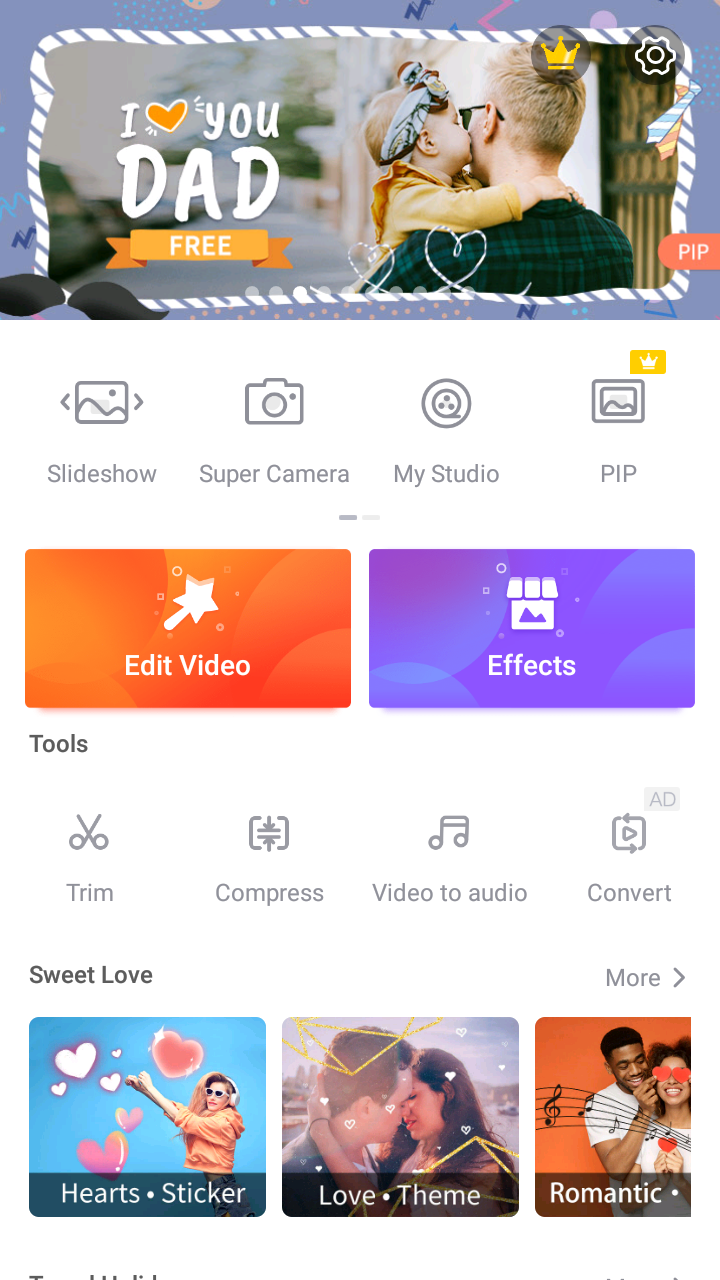 I YOU
DAD
FREE
PIP
Slideshow
Super Camera
My Studio
PIP
Edit Video
Effects
Tools
AD
Trim
Compress
Video to audio
Convert
Sweet Love
More
Hearts • Sticker
Love • Theme
Romantic •